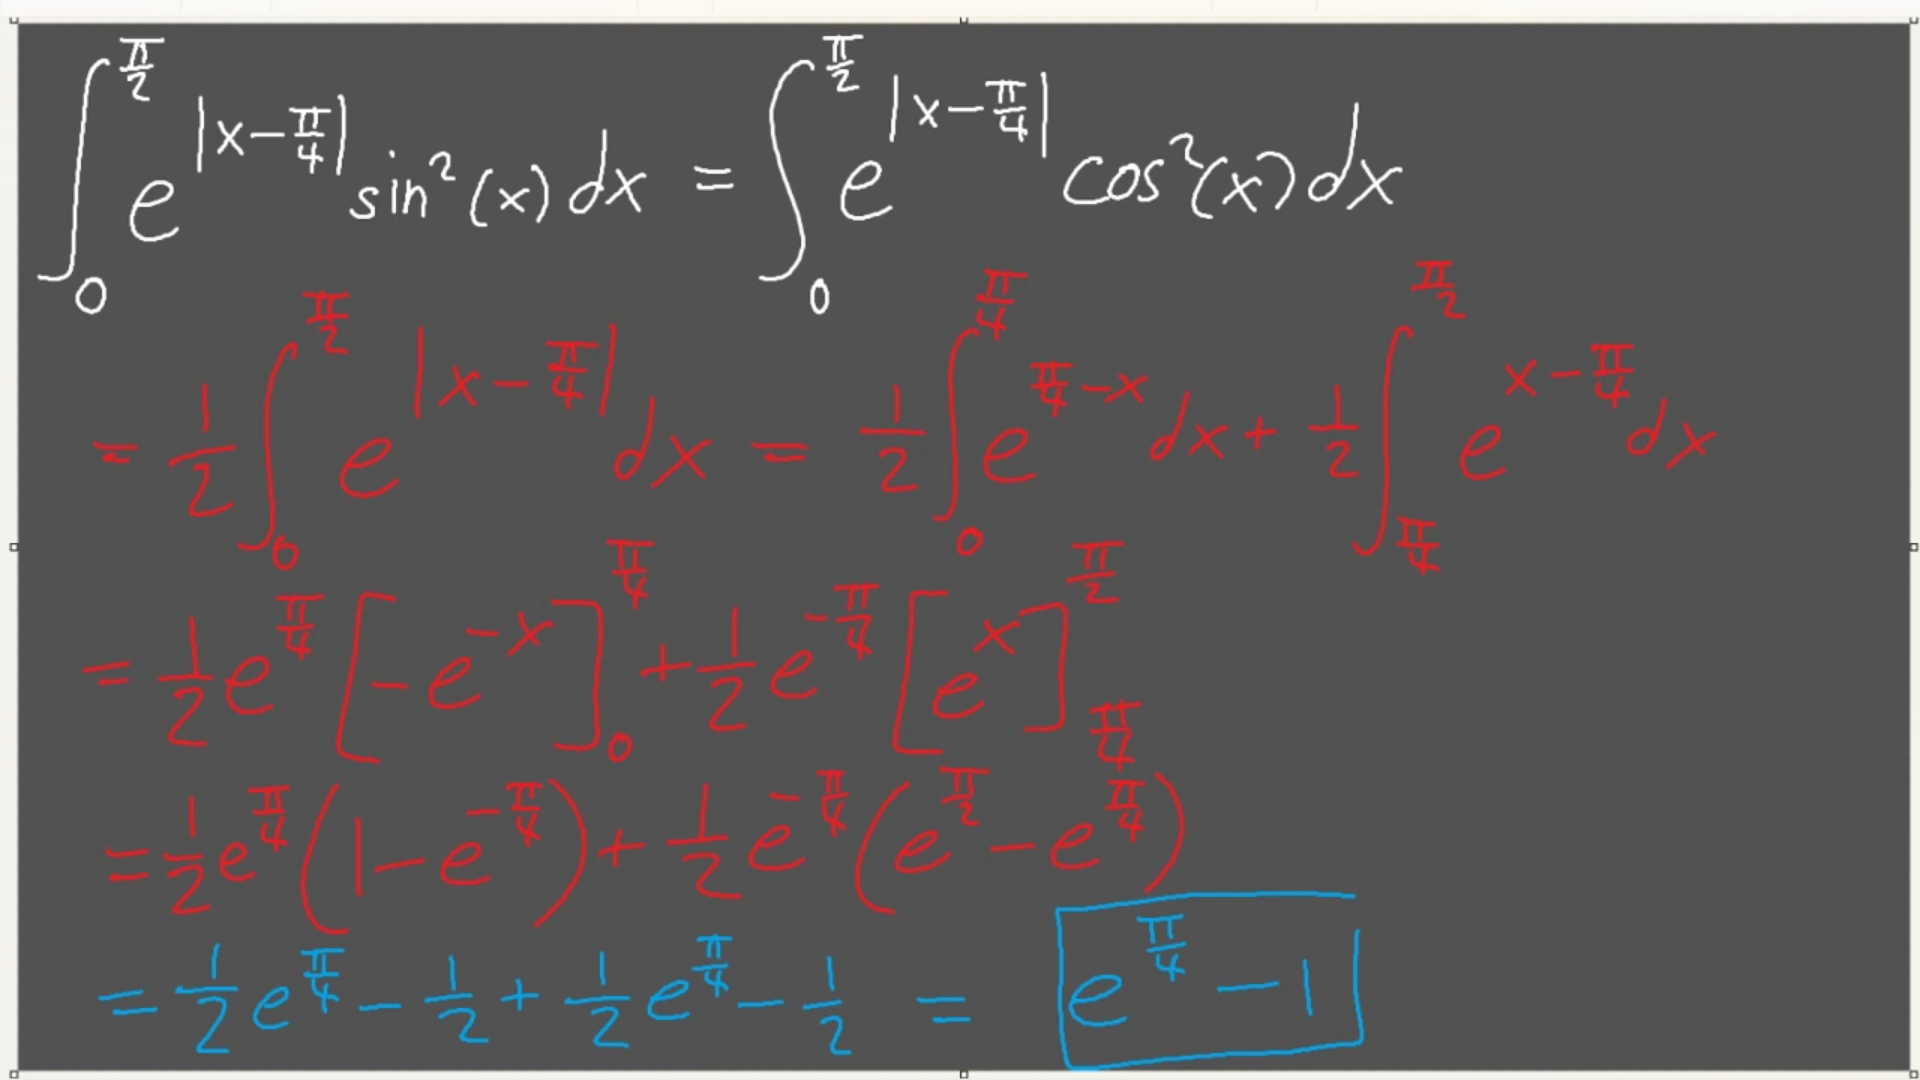 ∫₀^(π/2) e^|x−π/4| sin²(x) dx = ∫₀^(π/2) e^|x−π/4| cos²(x) dx
= 1/2 ∫₀^(π/2) e^|x−π/4| dx = 1/2 ∫₀^(π/4) e^(π/4−x) dx + 1/2 ∫_(π/4)^(π/2) e^(x−π/4) dx
= 1/2 e^(π/4) [−e^(−x)]₀^(π/4) + 1/2 e^(−π/4) [e^x]_(π/4)^(π/2)
= 1/2 e^(π/4) (1 − e^(−π/4)) + 1/2 e^(−π/4) (e^(π/2) − e^(π/4))
= 1/2 e^(π/4) − 1/2 + 1/2 e^(π/4) − 1/2 = e^(π/4) − 1